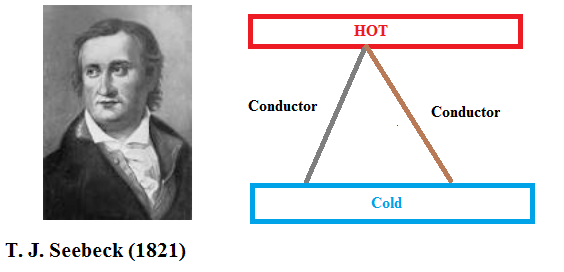 HOT
Conductor
Conductor
Cold
T. J. Seebeck (1821)